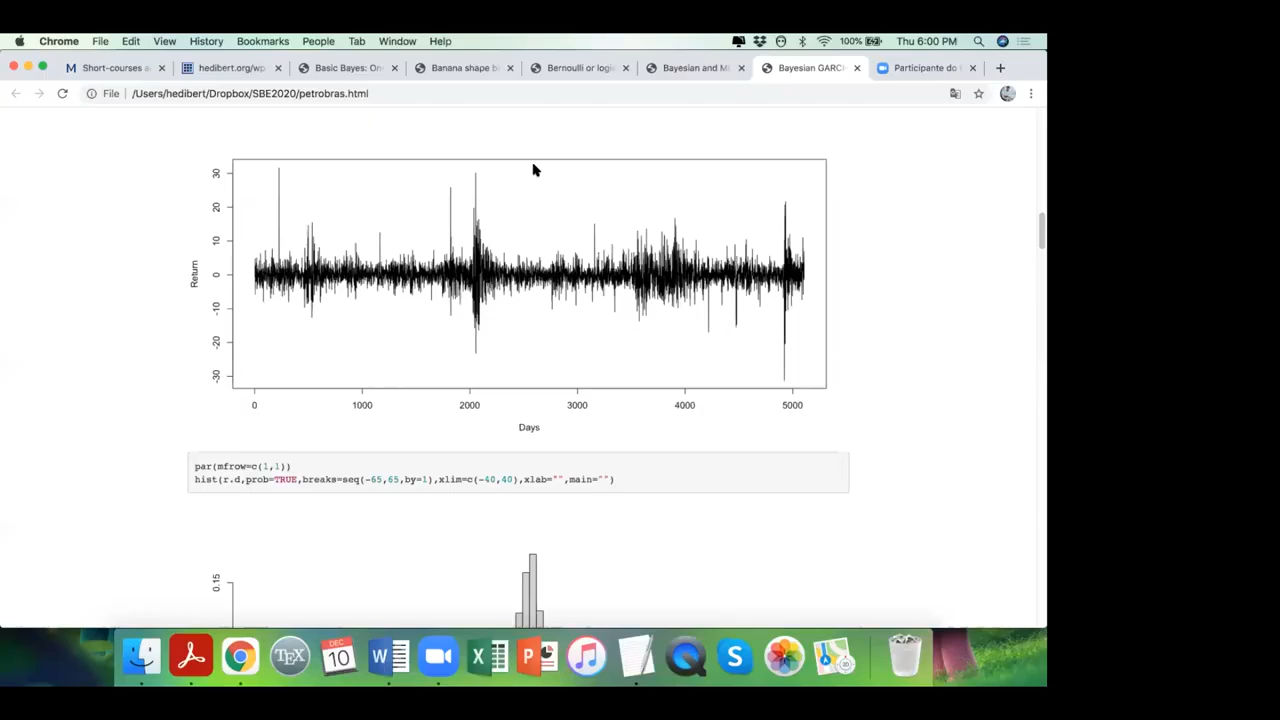 Chrome File Edit View History Bookmarks People Tab Window Help 100% Thu 6:00 PM
Short-courses a hedibert.org/wp Basic Bayes: On Banana shape b Bernoulli or logi Bayesian and M Bayesian GARCH Participante do
File /Users/hedibert/Dropbox/SBE2020/petrobras.html
30
20
10
0
-10
-20
-30
Return
0 1000 2000 3000 4000 5000
Days
par(mfrow=c(1,1))
hist(r.d,prob=TRUE,breaks=seq(-65,65,by=1),xlim=c(-40,40),xlab="",main="")
0.15
TEX DEC 10 W X P S